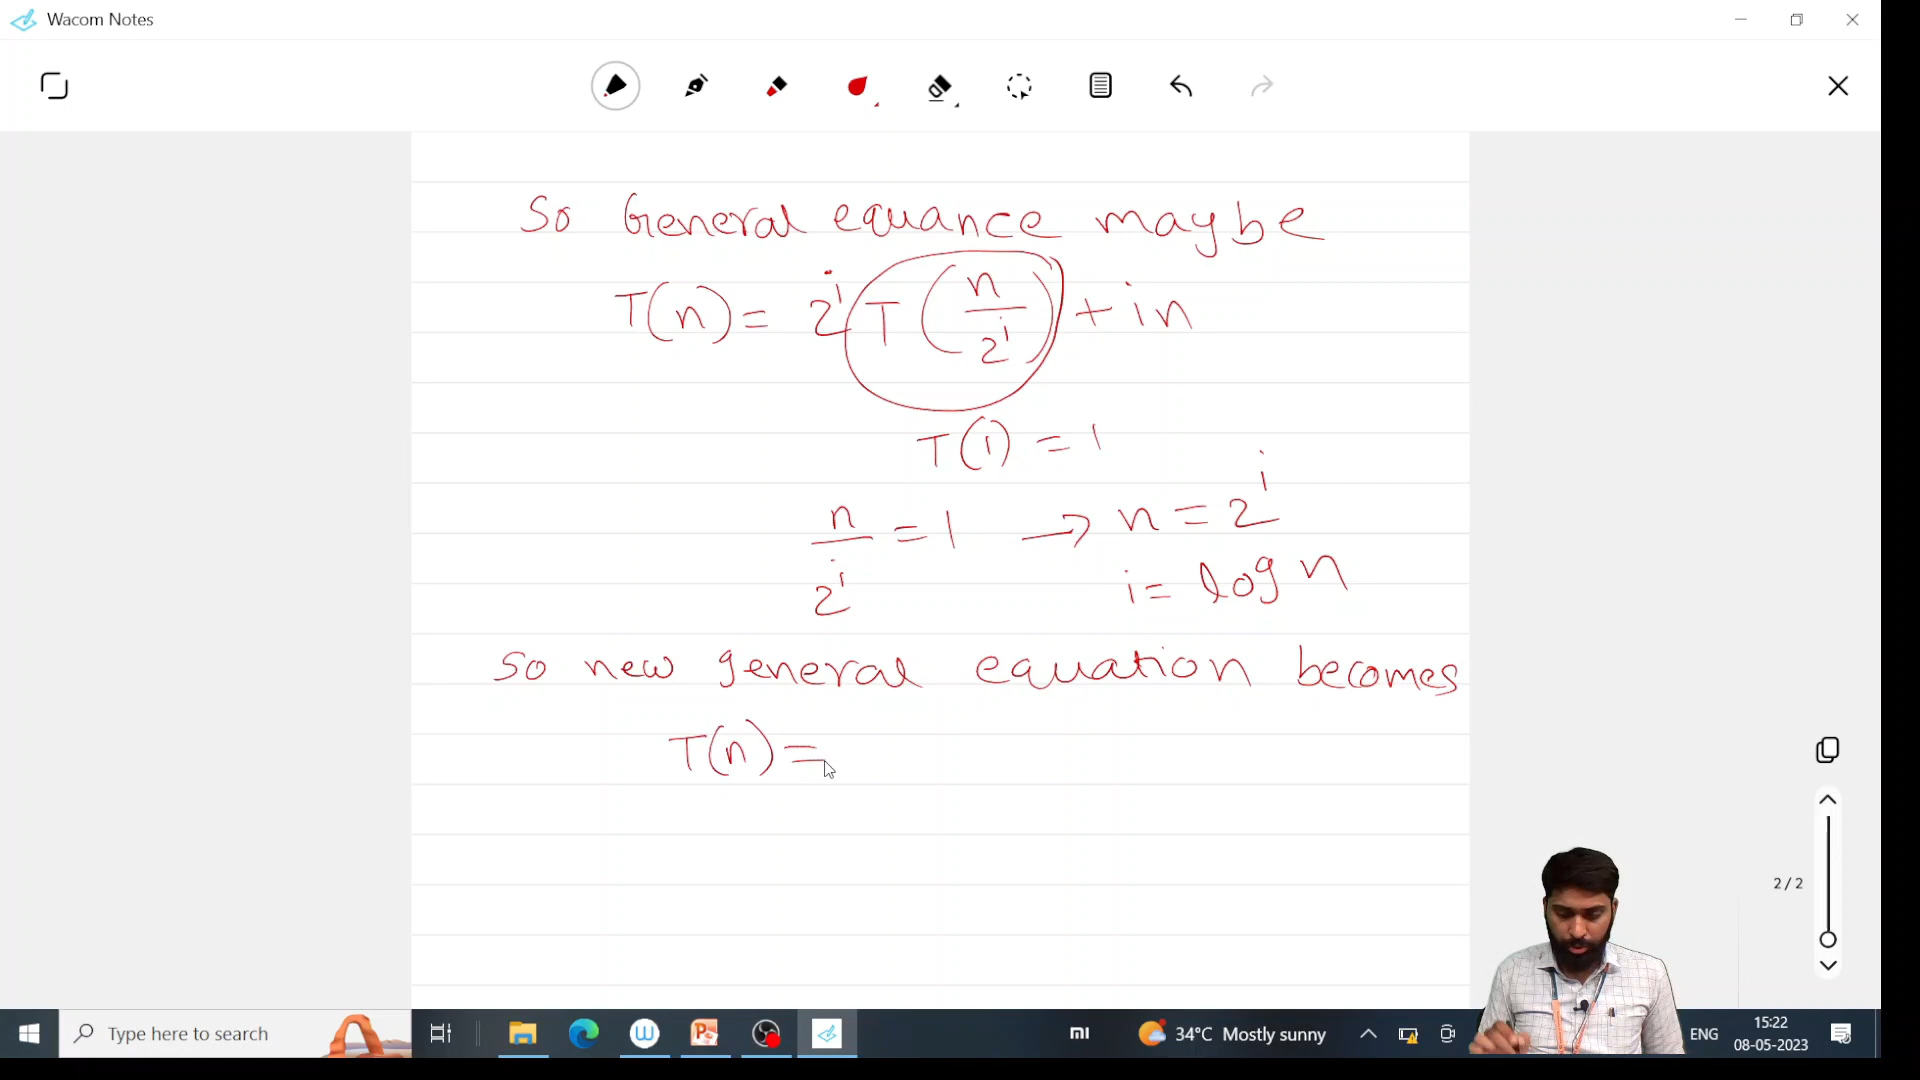 Wacom Notes
So General equance maybe
T(n) = 2^i T(n/2^i) + in
T(1) = 1
n/2^i = 1 → n = 2^i
i = log n
So new general equation becomes
T(n) =
2 / 2
Type here to search
mi
34°C Mostly sunny
ENG
15:22
08-05-2023